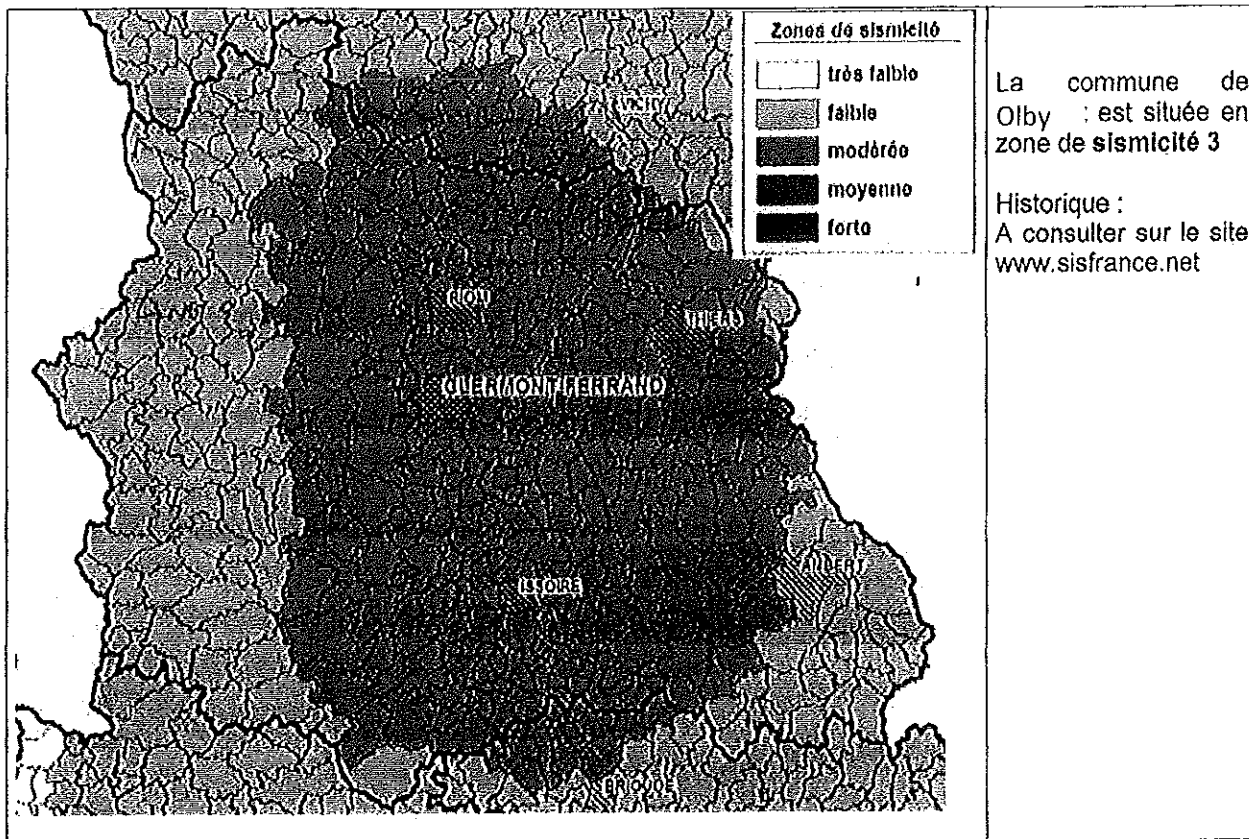 Zones de sismicité
très faible
faible
modérée
moyenne
forte
VICHY
RIOM
THIERS
CLERMONT FERRAND
ISSOIRE
AMBERT
BRIOUDE
La commune de
Olby : est située en
zone de sismicité 3
Historique :
A consulter sur le site
www.sisfrance.net